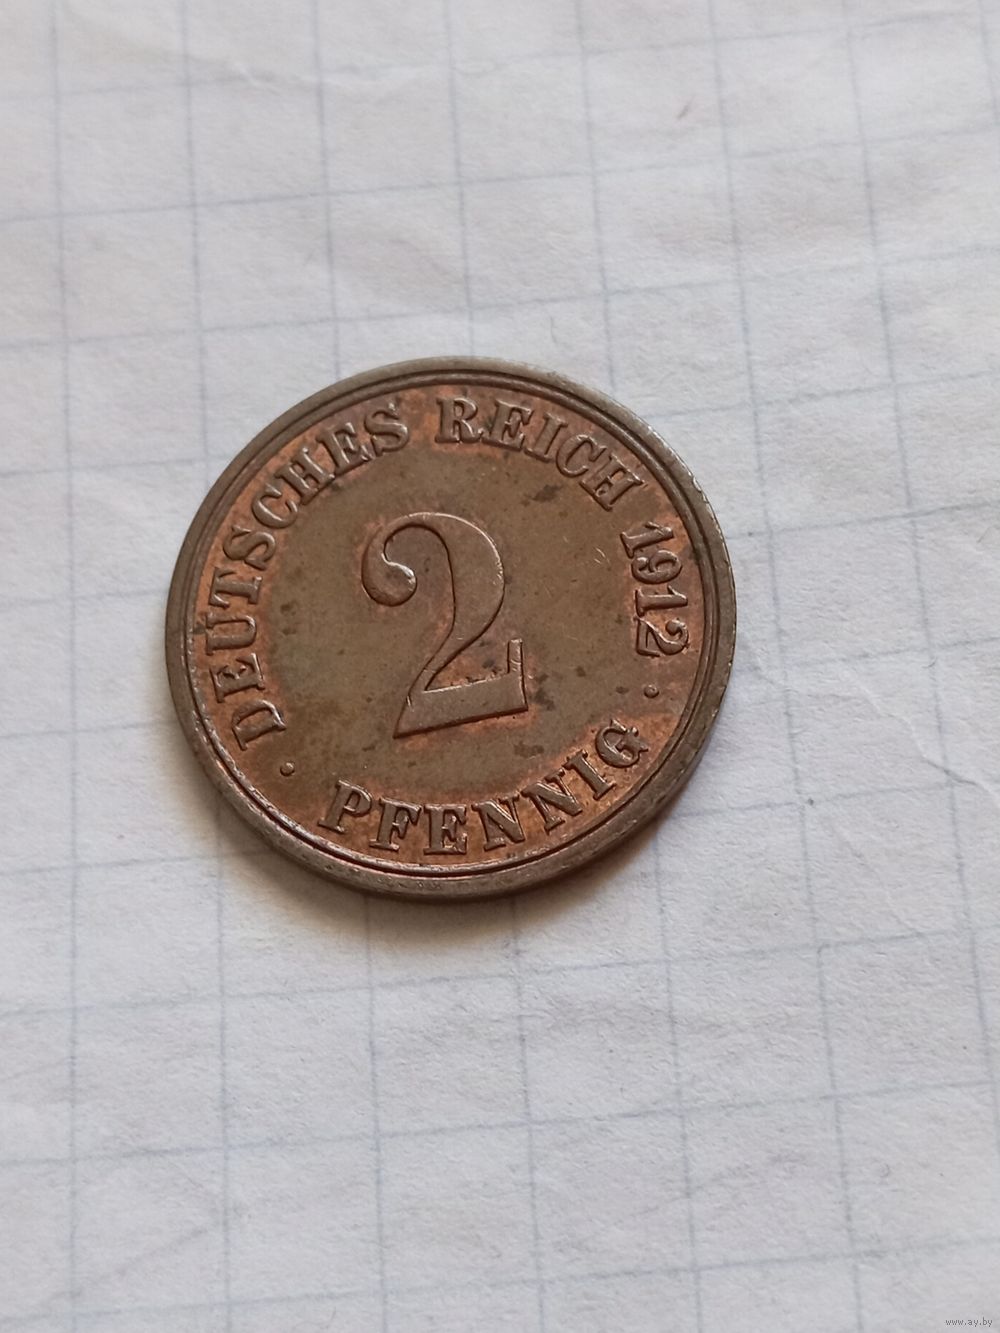 DEUTSCHES REICH 1912
2
PFENNIG
www.ay.by